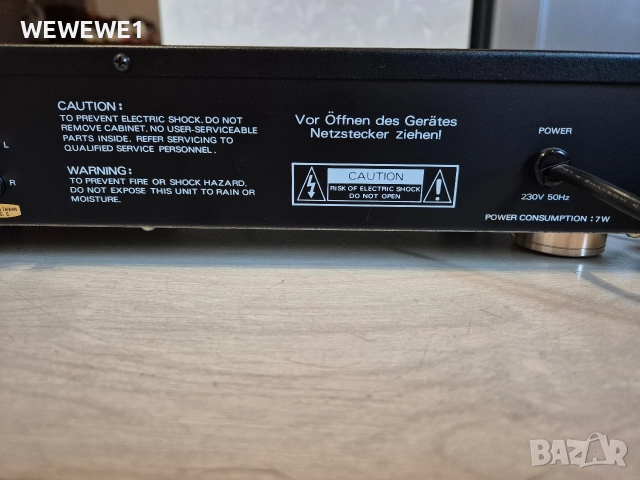 WEWEWE1
CAUTION:
TO PREVENT ELECTRIC SHOCK, DO NOT
REMOVE CABINET, NO USER-SERVICEABLE
PARTS INSIDE. REFER SERVICING TO
QUALIFIED SERVICE PERSONNEL.
WARNING:
TO PREVENT FIRE OR SHOCK HAZARD,
DO NOT EXPOSE THIS UNIT TO RAIN OR
MOISTURE.
L
R
Vor Öffnen des Gerätes
Netzstecker ziehen!
CAUTION
RISK OF ELECTRIC SHOCK
DO NOT OPEN
POWER
230V 50Hz
POWER CONSUMPTION : 7W
BAZAR.BG